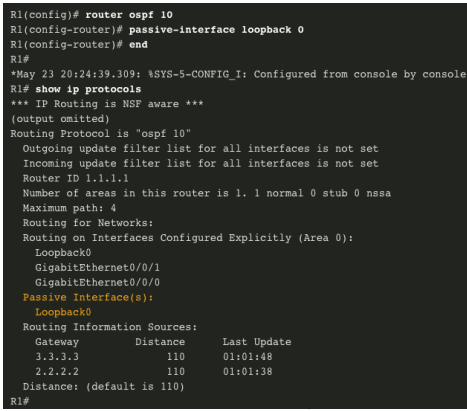 R1(config)# router ospf 10
R1(config-router)# passive-interface loopback 0
R1(config-router)# end
R1#
*May 23 20:24:39.309: %SYS-5-CONFIG_I: Configured from console by console
R1# show ip protocols
*** IP Routing is NSF aware ***
(output omitted)
Routing Protocol is "ospf 10"
Outgoing update filter list for all interfaces is not set
Incoming update filter list for all interfaces is not set
Router ID 1.1.1.1
Number of areas in this router is 1. 1 normal 0 stub 0 nssa
Maximum path: 4
Routing for Networks:
Routing on Interfaces Configured Explicitly (Area 0):
Loopback0
GigabitEthernet0/0/1
GigabitEthernet0/0/0
Passive Interface(s):
Loopback0
Routing Information Sources:
Gateway Distance Last Update
3.3.3.3 110 01:01:48
2.2.2.2 110 01:01:38
Distance: (default is 110)
R1#